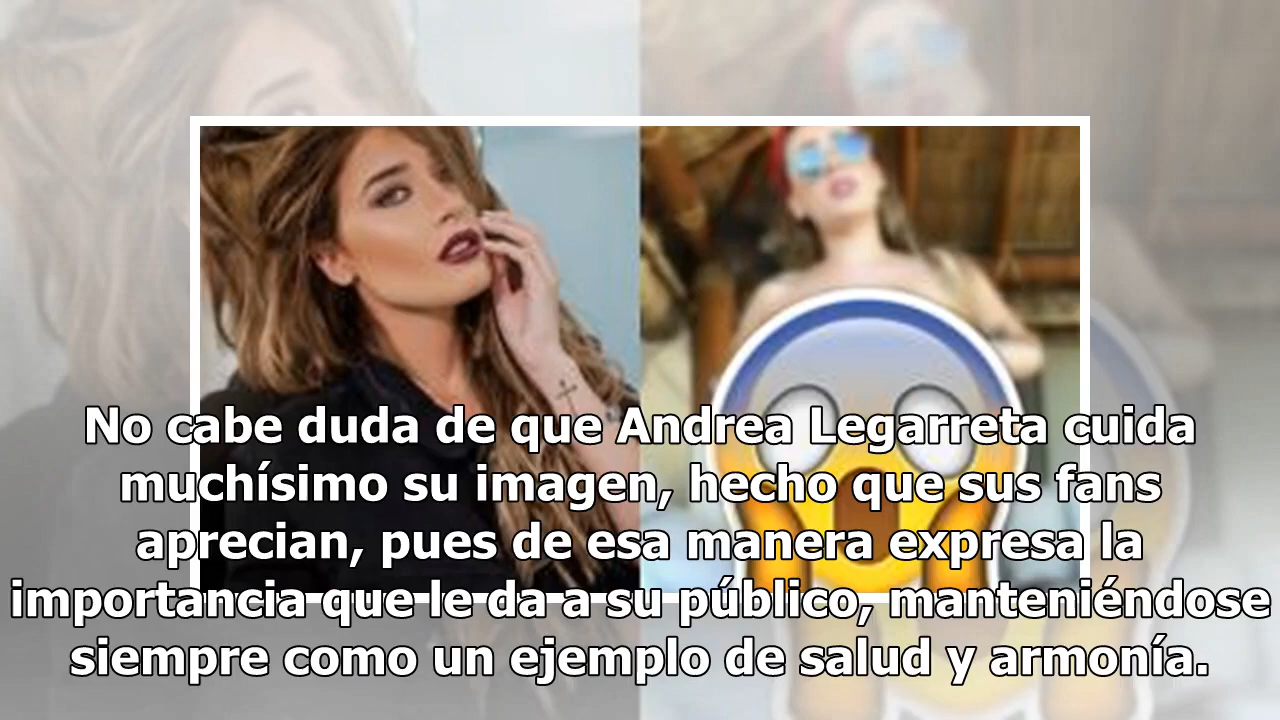 No cabe duda de que Andrea Legarreta cuida
muchísimo su imagen, hecho que sus fans
aprecian, pues de esa manera expresa la
importancia que le da a su público, manteniéndose
siempre como un ejemplo de salud y armonía.